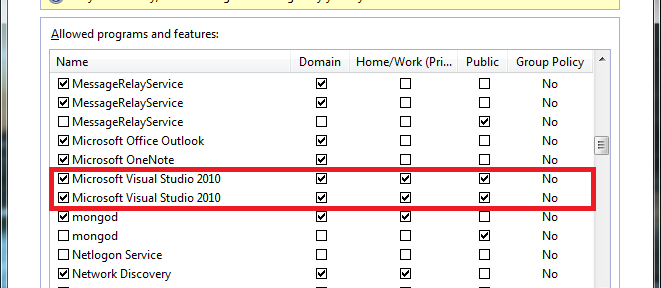 Allowed programs and features:
Name Domain Home/Work (Pri... Public Group Policy
MessageRelayService No
MessageRelayService No
MessageRelayService No
Microsoft Office Outlook No
Microsoft OneNote No
Microsoft Visual Studio 2010 No
Microsoft Visual Studio 2010 No
mongod No
mongod No
Netlogon Service No
Network Discovery No